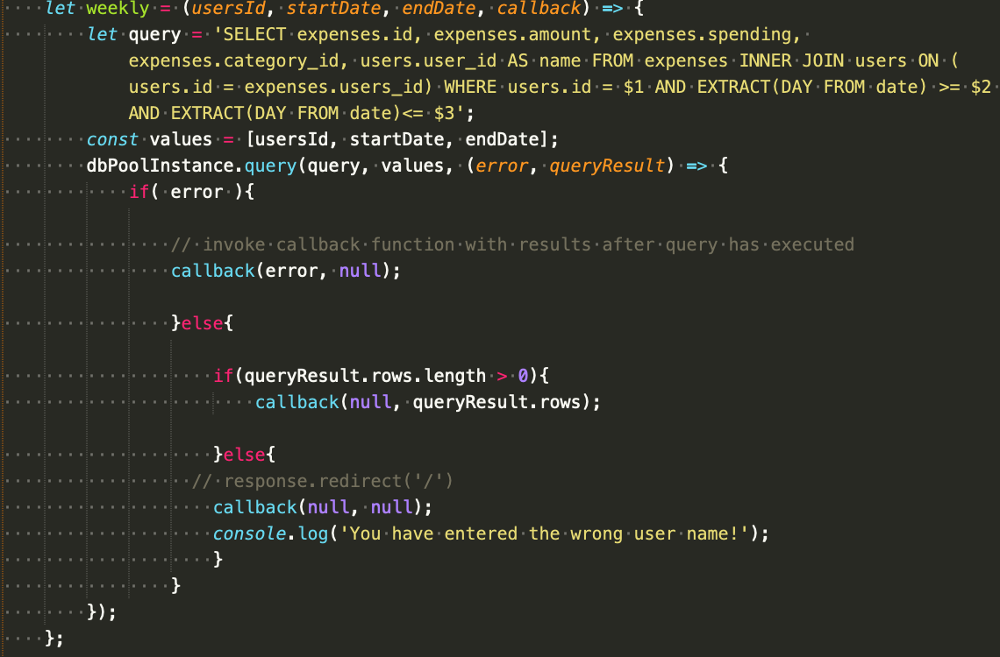 let weekly = (usersId, startDate, endDate, callback) => {
let query = 'SELECT expenses.id, expenses.amount, expenses.spending,
expenses.category_id, users.user_id AS name FROM expenses INNER JOIN users ON (
users.id = expenses.users_id) WHERE users.id = $1 AND EXTRACT(DAY FROM date) >= $2
AND EXTRACT(DAY FROM date)<= $3';
const values = [usersId, startDate, endDate];
dbPoolInstance.query(query, values, (error, queryResult) => {
if( error ){
// invoke callback function with results after query has executed
callback(error, null);
}else{
if(queryResult.rows.length > 0){
callback(null, queryResult.rows);
}else{
// response.redirect('/')
callback(null, null);
console.log('You have entered the wrong user name!');
}
}
});
};